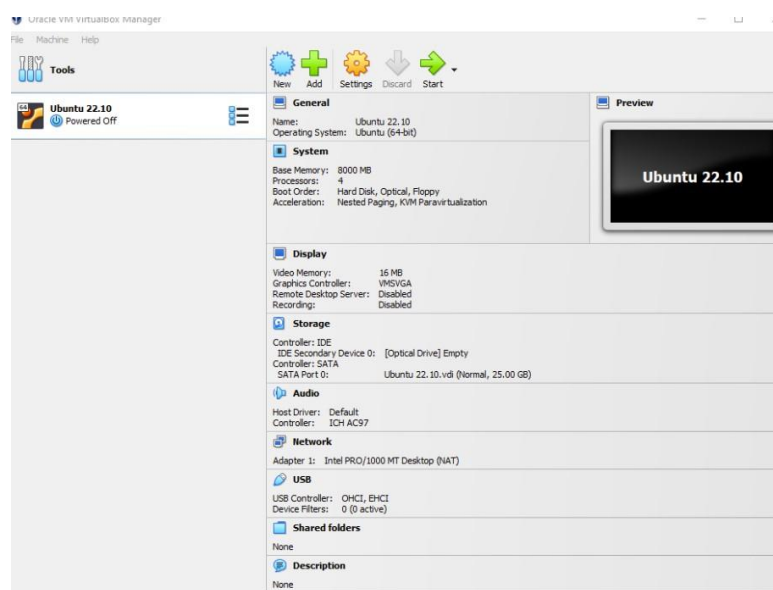 Oracle VM VirtualBox Manager
File Machine Help
Tools
New Add Settings Discard Start
64 Ubuntu 22.10
Powered Off
General
Name: Ubuntu 22.10
Operating System: Ubuntu (64-bit)
Preview
Ubuntu 22.10
System
Base Memory: 8000 MB
Processors: 4
Boot Order: Hard Disk, Optical, Floppy
Acceleration: Nested Paging, KVM Paravirtualization
Display
Video Memory: 16 MB
Graphics Controller: VMSVGA
Remote Desktop Server: Disabled
Recording: Disabled
Storage
Controller: IDE
IDE Secondary Device 0: [Optical Drive] Empty
Controller: SATA
SATA Port 0: Ubuntu 22.10.vdi (Normal, 25.00 GB)
Audio
Host Driver: Default
Controller: ICH AC97
Network
Adapter 1: Intel PRO/1000 MT Desktop (NAT)
USB
USB Controller: OHCI, EHCI
Device Filters: 0 (0 active)
Shared folders
None
Description
None